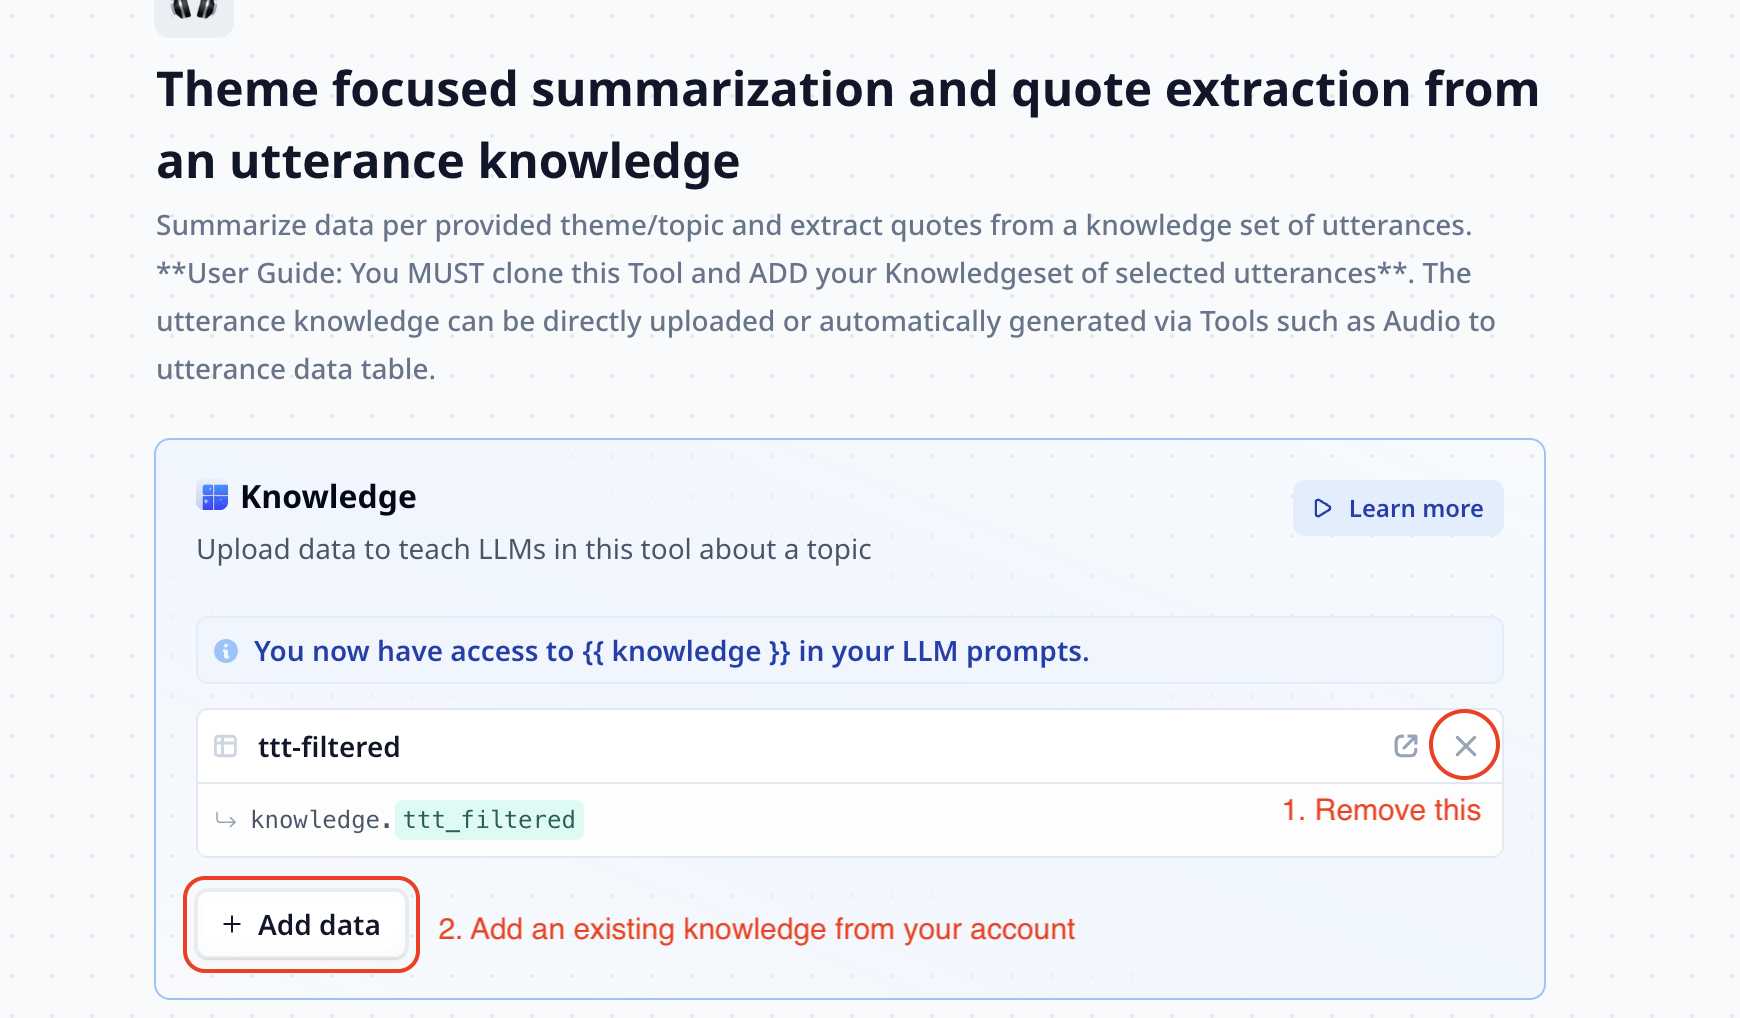 Theme focused summarization and quote extraction from
an utterance knowledge
Summarize data per provided theme/topic and extract quotes from a knowledge set of utterances.
**User Guide: You MUST clone this Tool and ADD your Knowledgeset of selected utterances**. The
utterance knowledge can be directly uploaded or automatically generated via Tools such as Audio to
utterance data table.
Knowledge
Learn more
Upload data to teach LLMs in this tool about a topic
You now have access to {{ knowledge }} in your LLM prompts.
ttt-filtered
knowledge.ttt_filtered
1. Remove this
+ Add data
2. Add an existing knowledge from your account